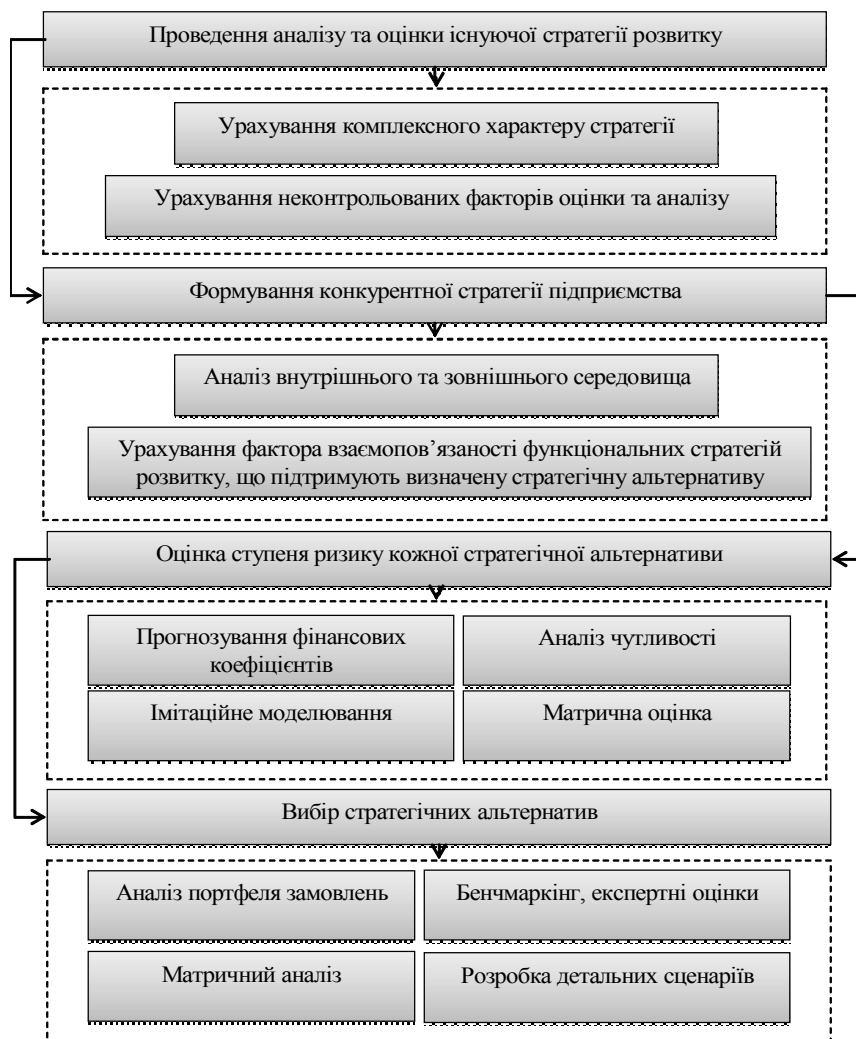 Проведення аналізу та оцінки існуючої стратегії розвитку
Урахування комплексного характеру стратегії
Урахування неконтрольованих факторів оцінки та аналізу
Формування конкурентної стратегії підприємства
Аналіз внутрішнього та зовнішнього середовища
Урахування фактора взаємопов’язаності функціональних стратегій
розвитку, що підтримують визначену стратегічну альтернативу
Оцінка ступеня ризику кожної стратегічної альтернативи
Прогнозування фінансових
коефіцієнтів
Аналіз чутливості
Імітаційне моделювання
Матрична оцінка
Вибір стратегічних альтернатив
Аналіз портфеля замовлень
Бенчмаркінг, експертні оцінки
Матричний аналіз
Розробка детальних сценаріїв